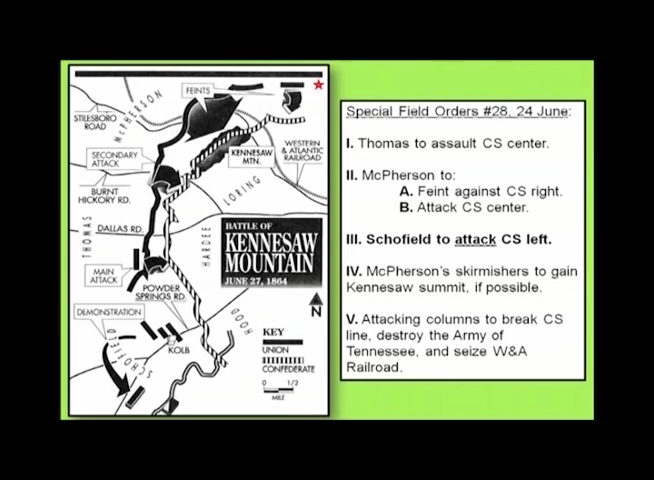 FEINTS
McPHERSON
STILESBORO
ROAD
SECONDARY
ATTACK
KENNESAW
MTN.
WESTERN
& ATLANTIC
RAILROAD
BURNT
HICKORY RD.
LORING
THOMAS
DALLAS RD.
HARDEE
BATTLE OF
KENNESAW
MOUNTAIN
JUNE 27, 1864
MAIN
ATTACK
POWDER
SPRINGS RD.
N
DEMONSTRATION
SCHOFIELD
KOLB
HOOD
KEY
UNION
CONFEDERATE
0 1/2
MILE
Special Field Orders #28, 24 June:
I. Thomas to assault CS center.
II. McPherson to:
A. Feint against CS right.
B. Attack CS center.
III. Schofield to attack CS left.
IV. McPherson's skirmishers to gain
Kennesaw summit, if possible.
V. Attacking columns to break CS
line, destroy the Army of
Tennessee, and seize W&A
Railroad.